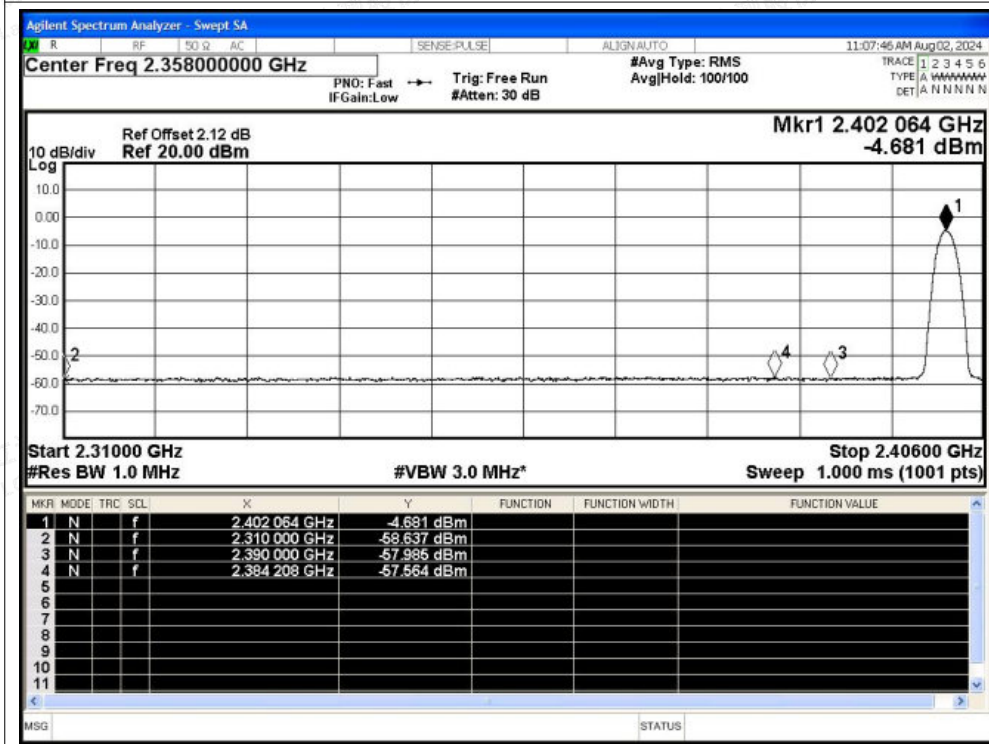 Agilent Spectrum Analyzer - Swept SA
LXI R RF 50 Ω AC SENSE:PULSE ALIGNAUTO 11:07:46 AM Aug 02, 2024
Center Freq 2.358000000 GHz
PNO: Fast
IFGain:Low
Trig: Free Run
#Atten: 30 dB
#Avg Type: RMS
Avg|Hold: 100/100
TRACE 1 2 3 4 5 6
TYPE A WWWWW
DET A N N N N N
Mkr1 2.402 064 GHz
-4.681 dBm
Ref Offset 2.12 dB
10 dB/div Ref 20.00 dBm
Log
10.0
0.00
-10.0
-20.0
-30.0
-40.0
-50.0
-60.0
-70.0
1
2
4
3
Start 2.31000 GHz Stop 2.40600 GHz
#Res BW 1.0 MHz #VBW 3.0 MHz* Sweep 1.000 ms (1001 pts)
MKR MODE TRC SCL X Y FUNCTION FUNCTION WIDTH FUNCTION VALUE
1 N f 2.402 064 GHz -4.681 dBm
2 N f 2.310 000 GHz -58.637 dBm
3 N f 2.390 000 GHz -57.985 dBm
4 N f 2.384 208 GHz -57.564 dBm
5
6
7
8
9
10
11
MSG STATUS